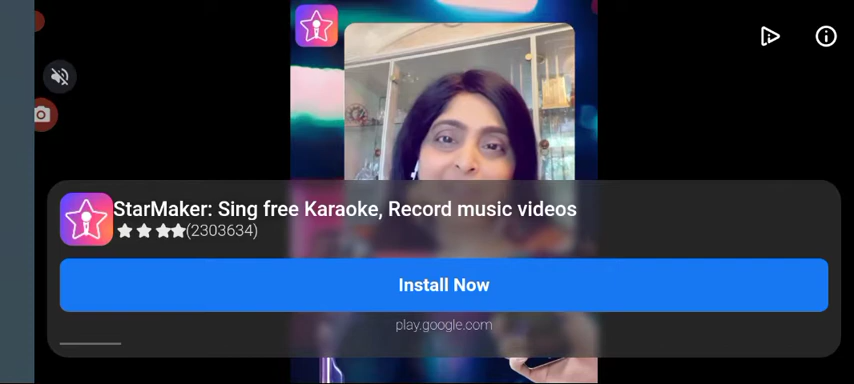 StarMaker: Sing free Karaoke, Record music videos
(2303634)
Install Now
play.google.com